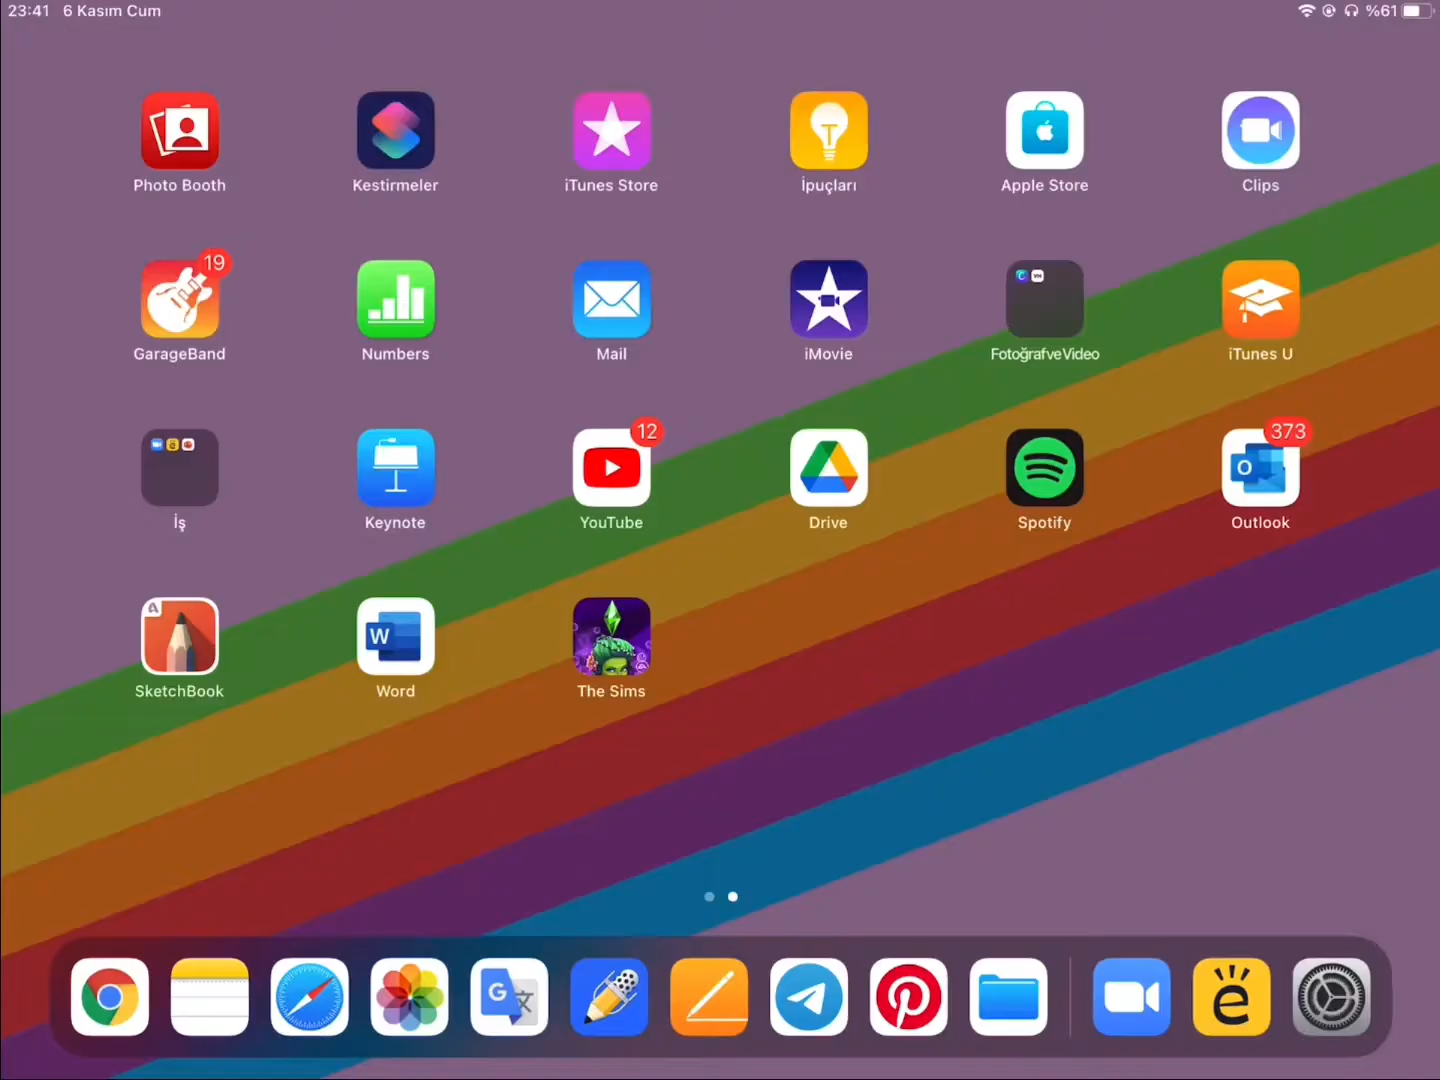 23:41 6 Kasım Cum
%61
Photo Booth
Kestirmeler
iTunes Store
İpuçları
Apple Store
Clips
19
GarageBand
Numbers
Mail
iMovie
FotoğrafveVideo
iTunes U
İş
Keynote
12
YouTube
Drive
Spotify
373
Outlook
SketchBook
Word
The Sims